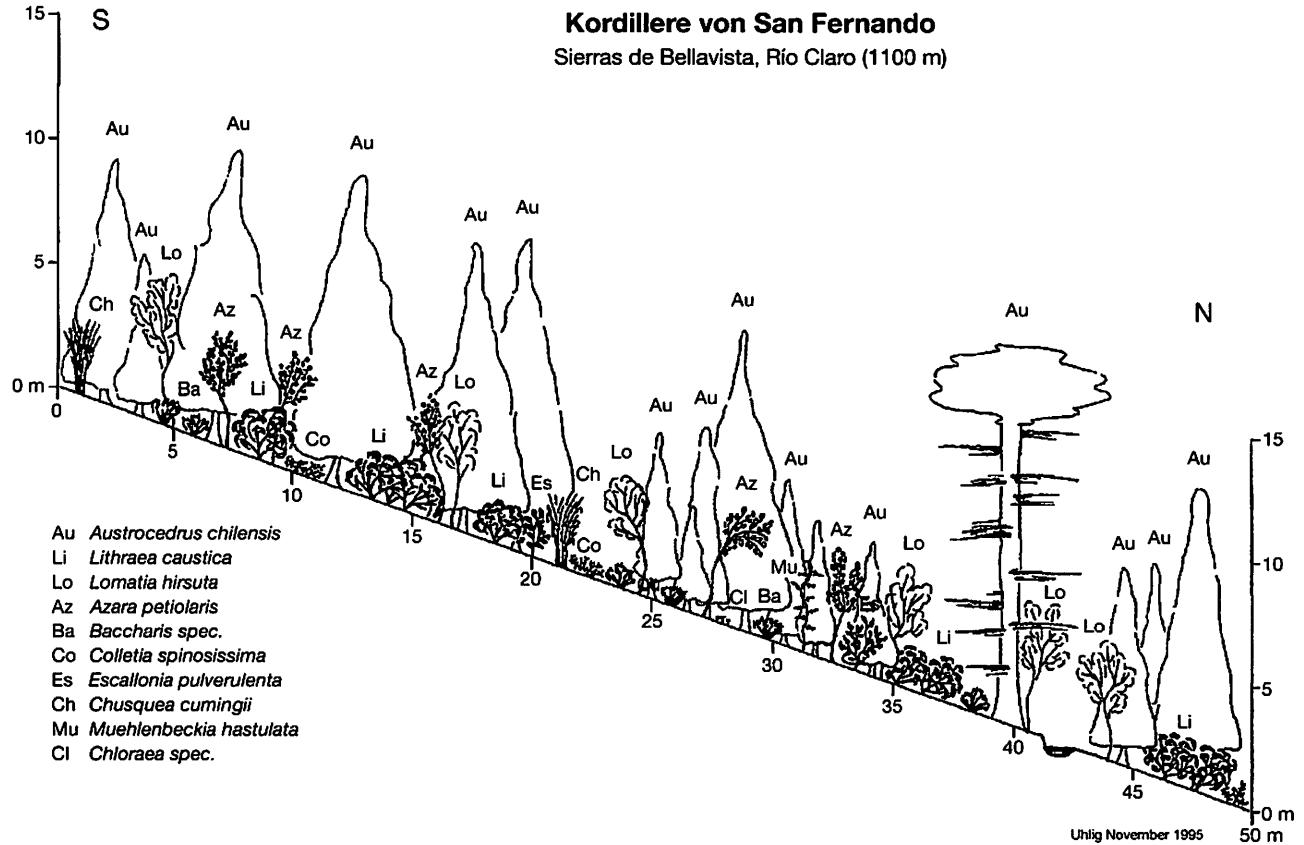 Kordillere von San Fernando
Sierras de Bellavista, Río Claro (1100 m)
S
N
15
10
5
0 m
0
5
10
15
20
25
30
35
40
45
50 m
15
10
5
0 m
Au
Au
Lo
Ch
Au
Az
Ba
Li
Az
Au
Co
Li
Az
Lo
Au
Au
Li
Es
Ch
Co
Lo
Au
Au
Au
Az
Cl
Ba
Au
Mu
Az
Au
Es
Lo
Li
Au
Lo
Lo
Au
Au
Au
Li
Au Austrocedrus chilensis
Li Lithraea caustica
Lo Lomatia hirsuta
Az Azara petiolaris
Ba Baccharis spec.
Co Colletia spinosissima
Es Escallonia pulverulenta
Ch Chusquea cumingii
Mu Muehlenbeckia hastulata
Cl Chloraea spec.
Uhlig November 1995